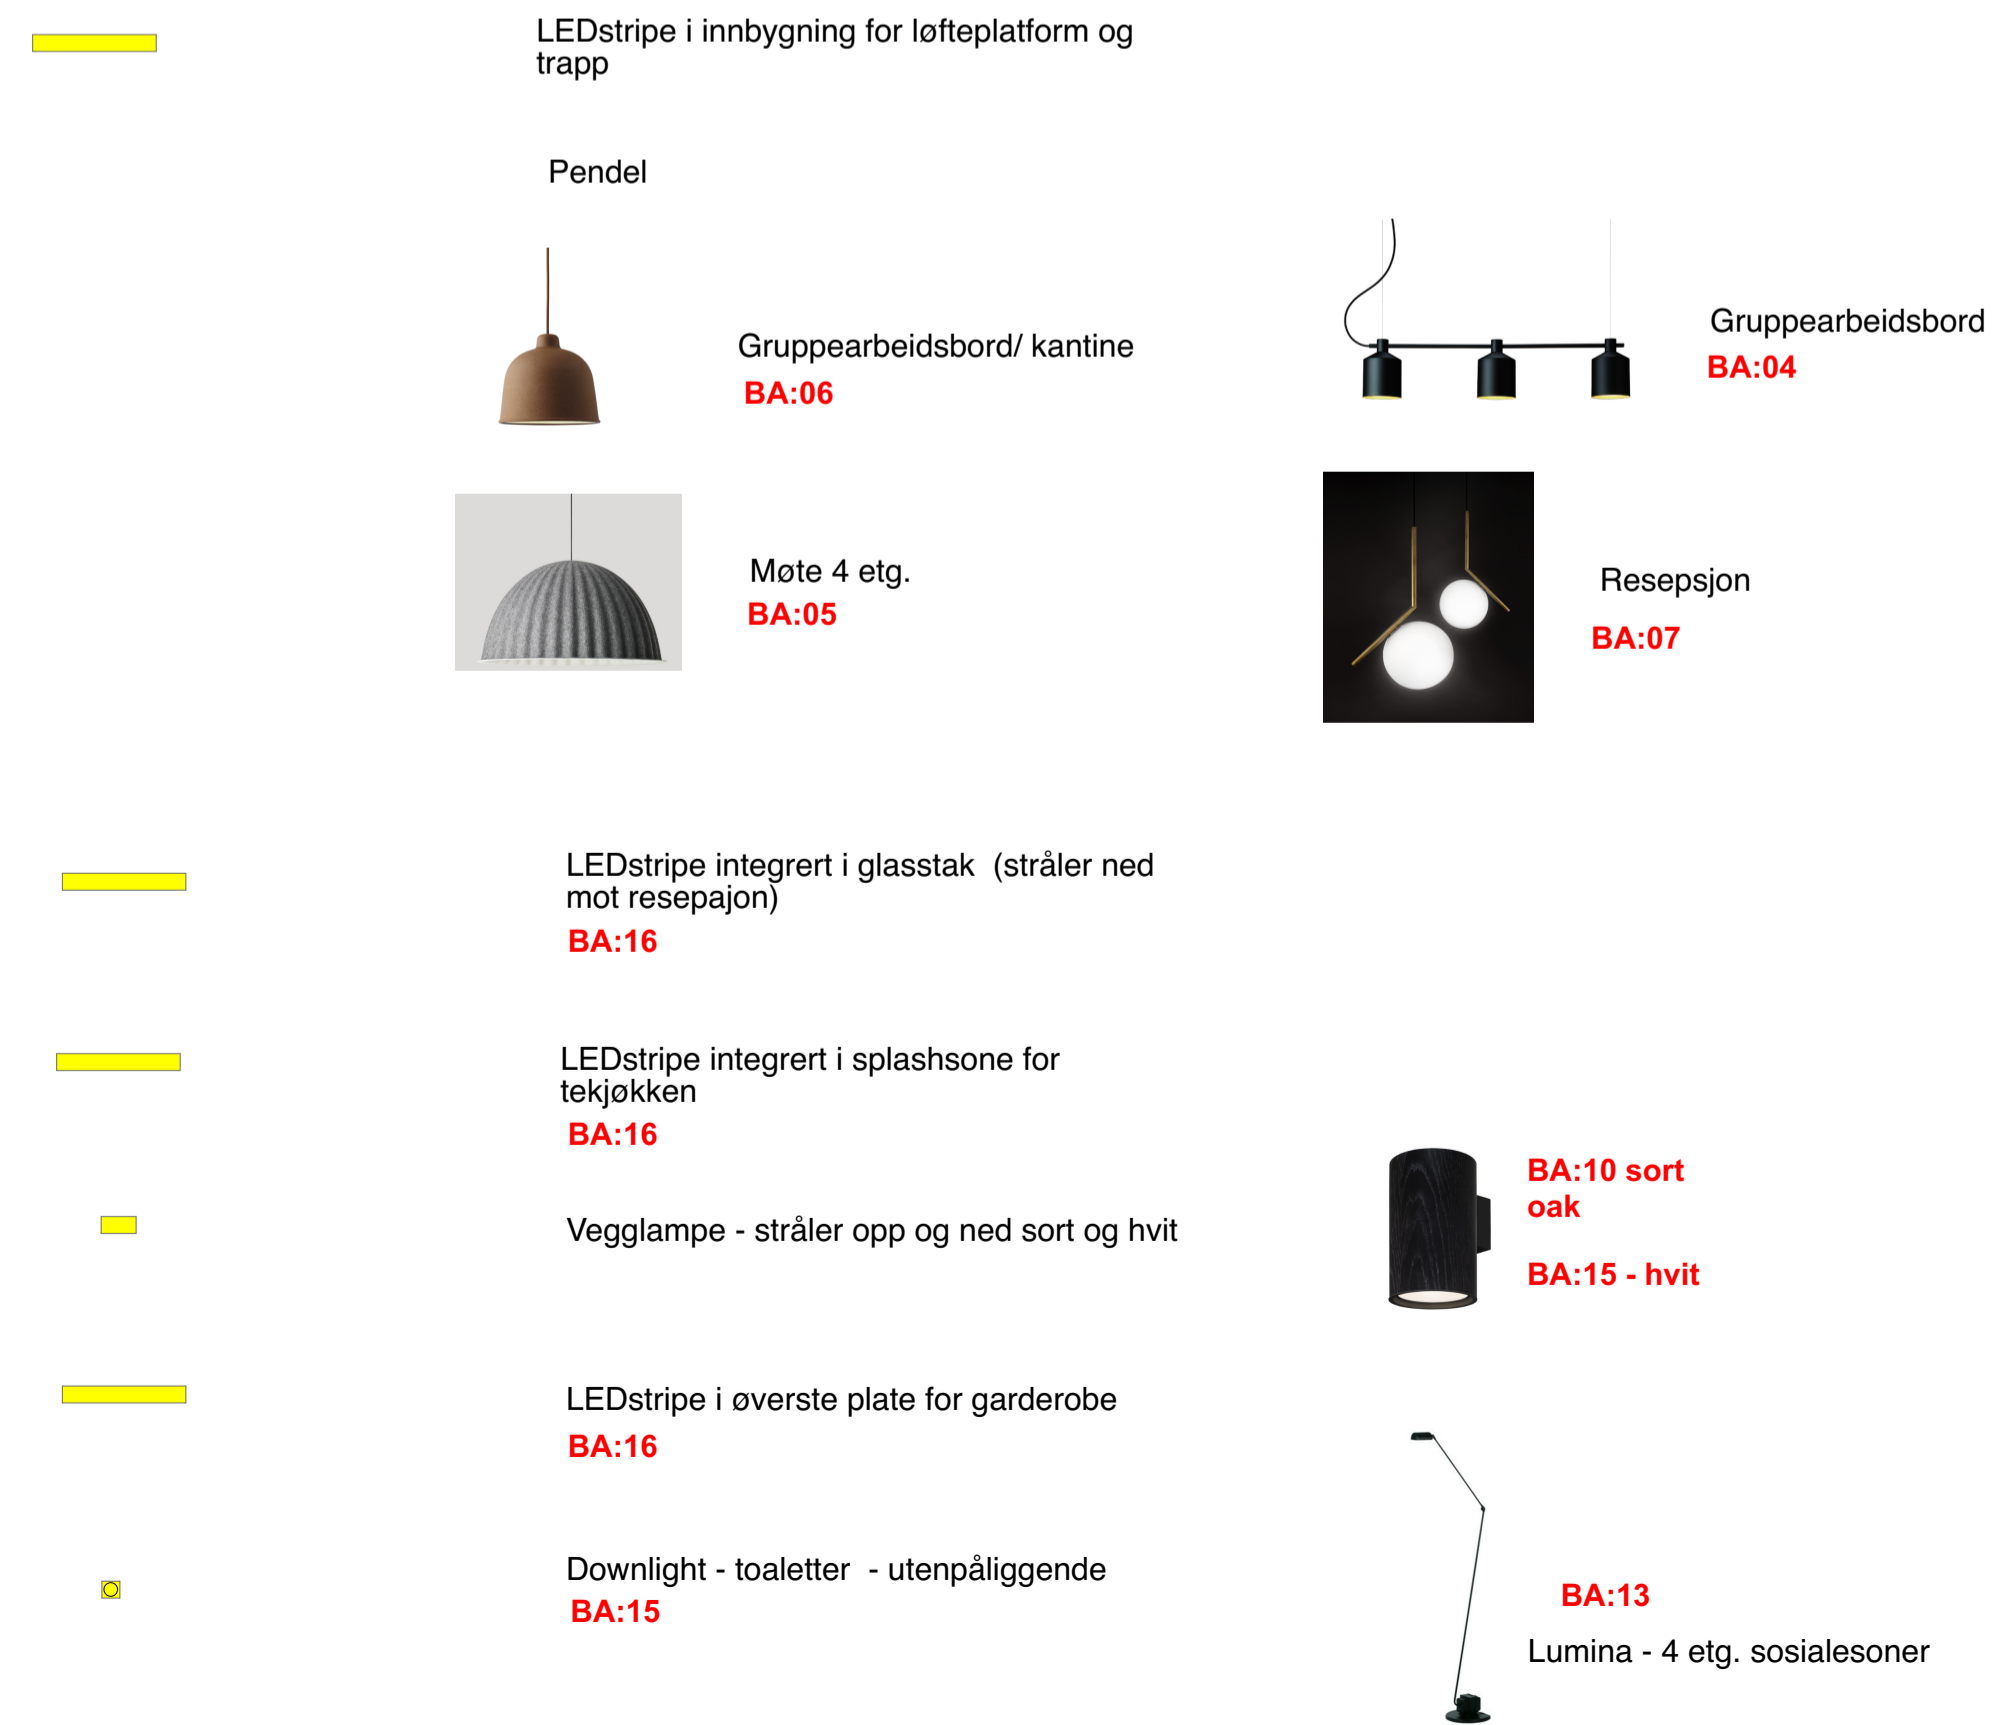 LEDstripe i innbygning for løfteplatform og
trapp
Pendel
Gruppearbeidsbord/ kantine
BA:06
Gruppearbeidsbord
BA:04
Møte 4 etg.
BA:05
Resepsjon
BA:07
LEDstripe integrert i glasstak  (stråler ned
mot resepajon)
BA:16
LEDstripe integrert i splashsone for
tekjøkken
BA:16
Vegglampe - stråler opp og ned sort og hvit
BA:10 sort
oak
BA:15 - hvit
LEDstripe i øverste plate for garderobe
BA:16
Downlight - toaletter  - utenpåliggende
BA:15
BA:13
Lumina - 4 etg. sosialesoner